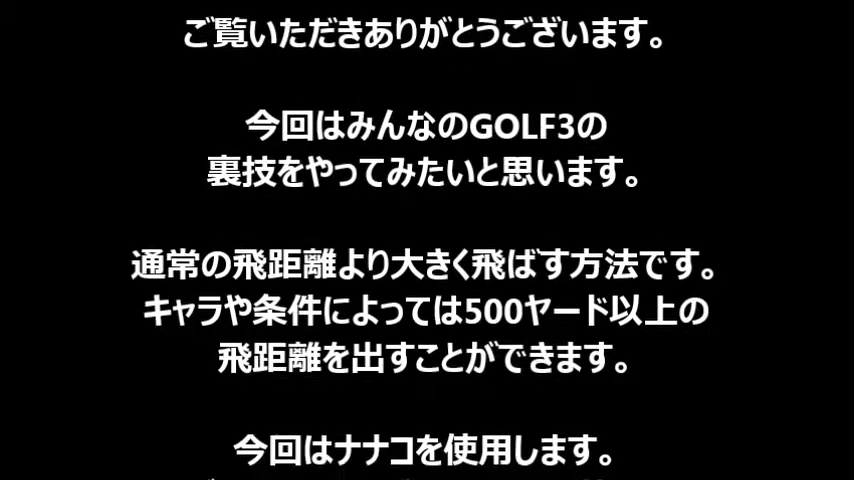 ご覧いただきありがとうございます。
今回はみんなのGOLF3の
裏技をやってみたいと思います。
通常の飛距離より大きく飛ばす方法です。
キャラや条件によっては500ヤード以上の
飛距離を出すことができます。
今回はナナコを使用します。